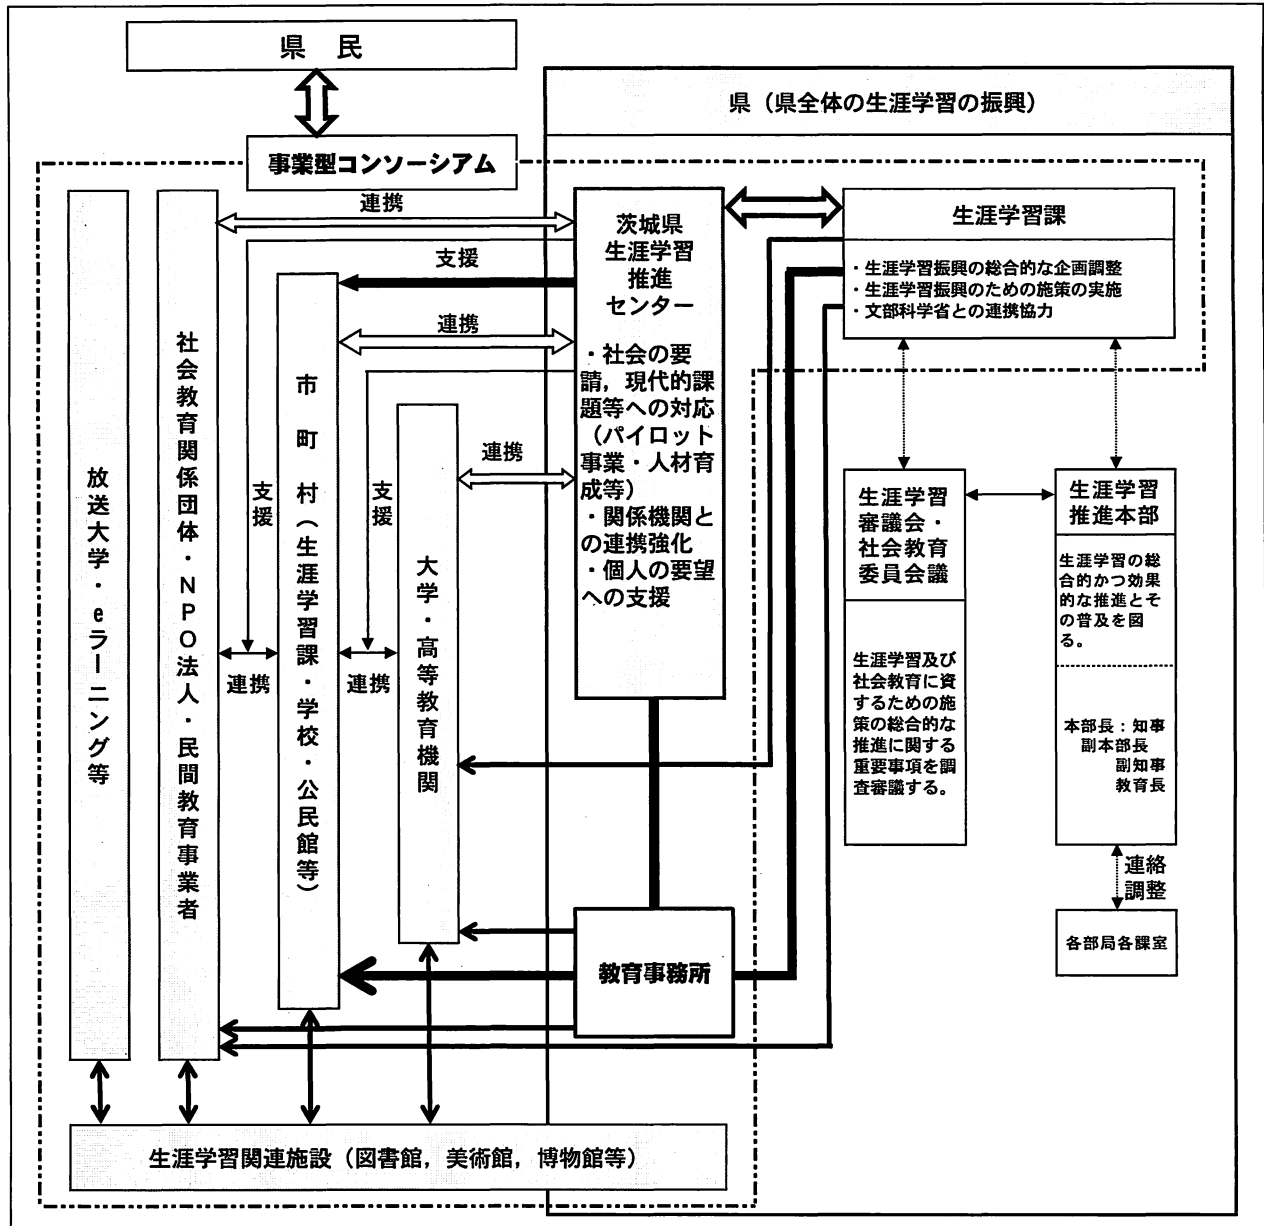 県　民
県（県全体の生涯学習の振興）
事業型コンソーシアム
連携
支援
連携
連携
支援
支援
連携
連携
放送大学・eラーニング等
社会教育関係団体・NPO法人・民間教育事業者
市　町　村（生涯学習課・学校・公民館等）
大学・高等教育機関
茨城県
生涯学習
推進
センター
・社会の要
請，現代的課
題等への対応
（パイロット
事業・人材育
成等）
・関係機関と
の連携強化
・個人の要望
への支援
生涯学習課
・生涯学習振興の総合的な企画調整
・生涯学習振興のための施策の実施
・文部科学省との連携協力
生涯学習
審議会・
社会教育
委員会議
生涯学習及び
社会教育に資
するための施
策の総合的な
推進に関する
重要事項を調
査審議する。
生涯学習
推進本部
生涯学習の総
合的かつ効果
的な推進とそ
の普及を図
る。
本部長：知事
副本部長
副知事
教育長
連絡
調整
各部局各課室
教育事務所
生涯学習関連施設（図書館，美術館，博物館等）